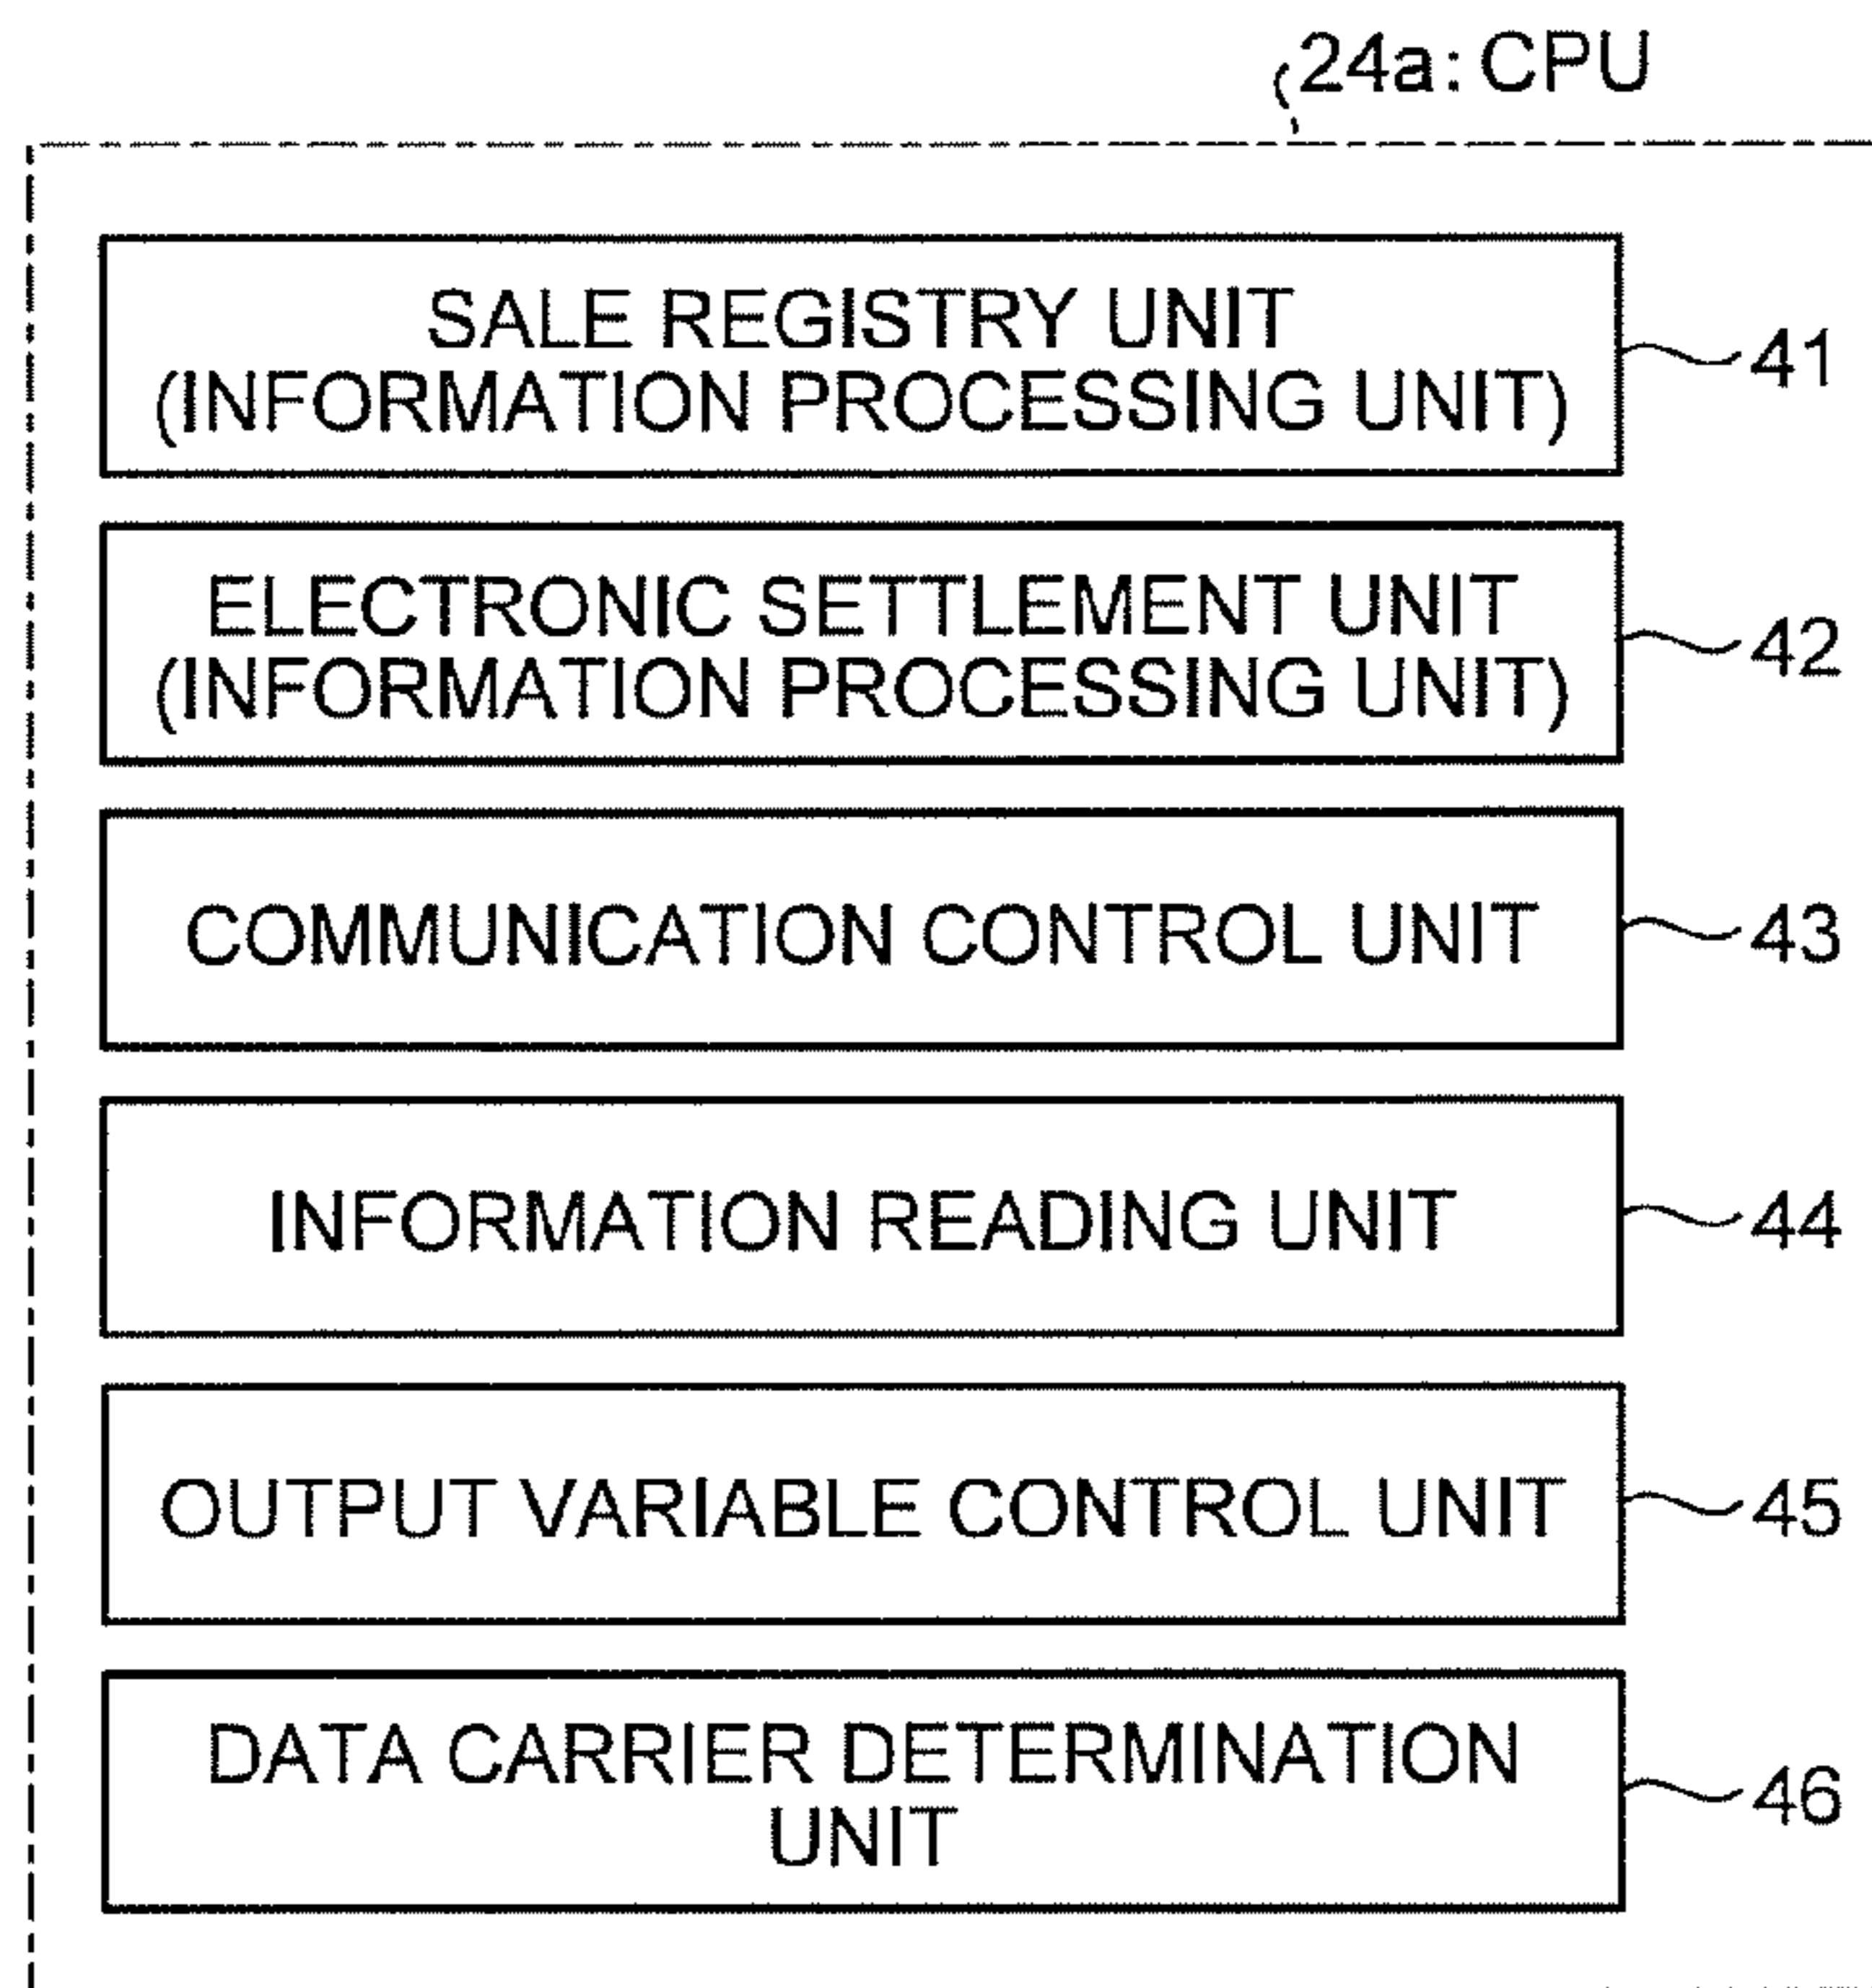 24a: CPU
SALE REGISTRY UNIT
(INFORMATION PROCESSING UNIT)
41
ELECTRONIC SETTLEMENT UNIT
(INFORMATION PROCESSING UNIT)
42
COMMUNICATION CONTROL UNIT
43
INFORMATION READING UNIT
44
OUTPUT VARIABLE CONTROL UNIT
45
DATA CARRIER DETERMINATION
UNIT
46